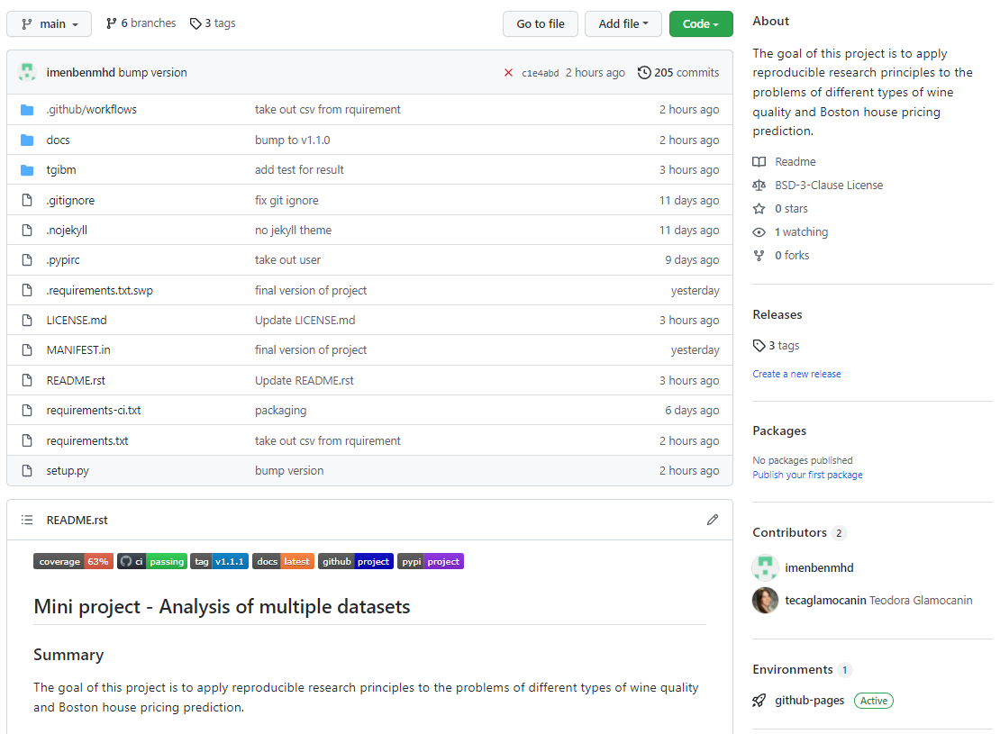 main 6 branches 3 tags Go to file Add file Code
imenbenmhd bump version c1e4abd 2 hours ago 205 commits
.github/workflows take out csv from rquirement 2 hours ago
docs bump to v1.1.0 2 hours ago
tgibm add test for result 3 hours ago
.gitignore fix git ignore 11 days ago
.nojekyll no jekyll theme 11 days ago
.pypirc take out user 9 days ago
.requirements.txt.swp final version of project yesterday
LICENSE.md Update LICENSE.md 3 hours ago
MANIFEST.in final version of project yesterday
README.rst Update README.rst 3 hours ago
requirements-ci.txt packaging 6 days ago
requirements.txt take out csv from rquirement 2 hours ago
setup.py bump version 2 hours ago
README.rst
coverage 63% ci passing tag v1.1.1 docs latest github project pypi project
Mini project - Analysis of multiple datasets
Summary
The goal of this project is to apply reproducible research principles to the problems of different types of wine quality
and Boston house pricing prediction.
About
The goal of this project is to apply
reproducible research principles to the
problems of different types of wine
quality and Boston house pricing
prediction.
Readme
BSD-3-Clause License
0 stars
1 watching
0 forks
Releases
3 tags
Create a new release
Packages
No packages published
Publish your first package
Contributors 2
imenbenmhd
tecaglamocanin Teodora Glamocanin
Environments 1
github-pages Active